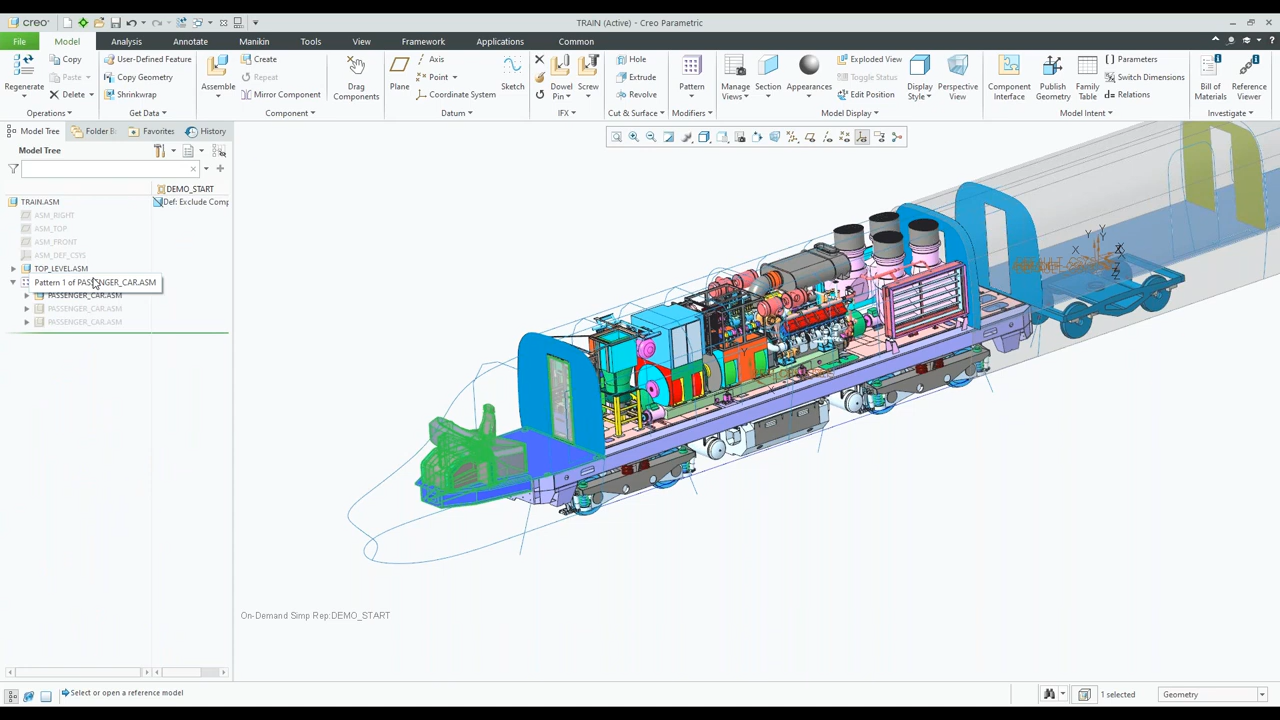 creo
TRAIN (Active) - Creo Parametric
File Model Analysis Annotate Manikin Tools View Framework Applications Common
Regenerate
Copy
Paste
Delete
Operations
User-Defined Feature
Copy Geometry
Shrinkwrap
Get Data
Assemble
Create
Repeat
Mirror Component
Component
Drag Components
Plane
Axis
Point
Coordinate System
Sketch
Datum
Dowel Pin
Screw
IFX
Hole
Extrude
Revolve
Cut & Surface
Pattern
Modifiers
Manage Views
Section
Appearances
Exploded View
Toggle Status
Edit Position
Display Style
Perspective View
Model Display
Component Interface
Publish Geometry
Family Table
Parameters
Switch Dimensions
Relations
Model Intent
Bill of Materials
Reference Viewer
Investigate
Model Tree Folder B Favorites History
Model Tree
DEMO_START
TRAIN.ASM Def: Exclude Comp
ASM_RIGHT
ASM_TOP
ASM_FRONT
ASM_DEF_CSYS
TOP_LEVEL.ASM
Pattern 1 of PASSENGER_CAR.ASM
PASSENGER_CAR.ASM
PASSENGER_CAR.ASM
PASSENGER_CAR.ASM
Y
Y
X
X
Z
Z
On-Demand Simp Rep:DEMO_START
Select or open a reference model
1 selected
Geometry